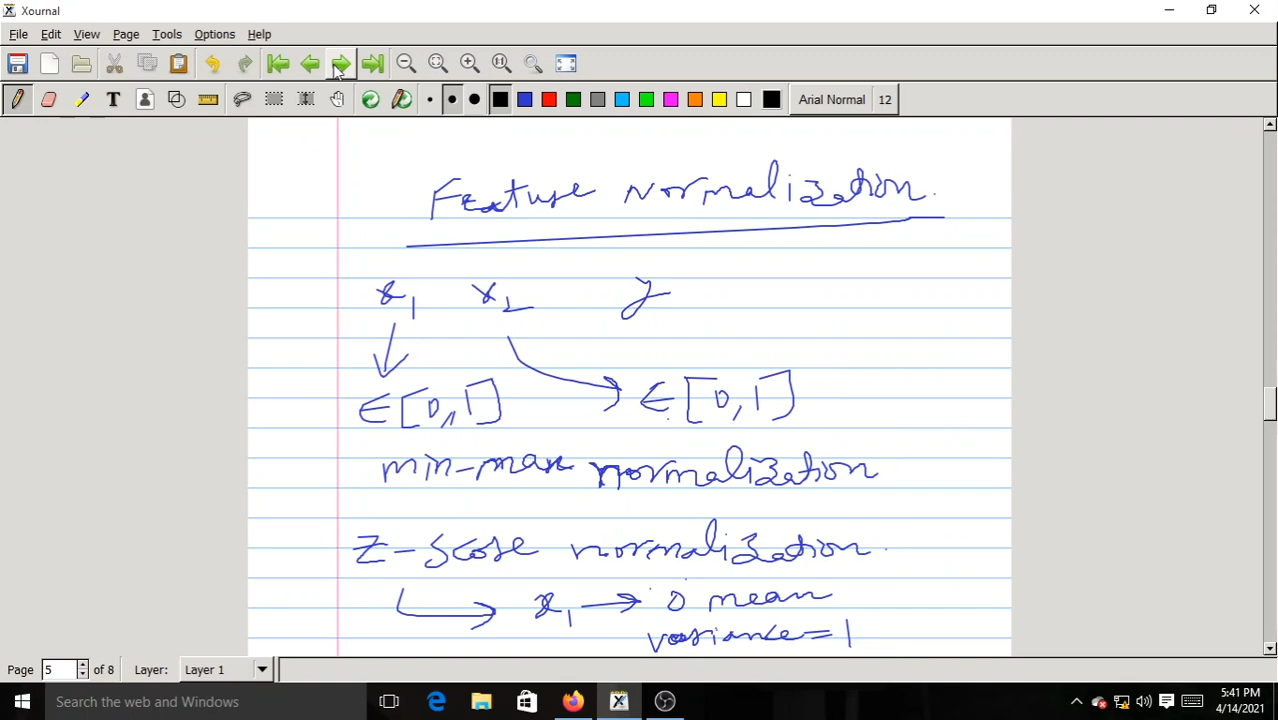 Xournal
File Edit View Page Tools Options Help
Arial Normal 12
Feature Normalization.
x1 x2 y
∈[0,1] ∈[0,1]
min-max normalization
Z-score normalization
x1 → 0 mean
variance=1
Page 5 of 8 Layer: Layer 1
Search the web and Windows
5:41 PM
4/14/2021